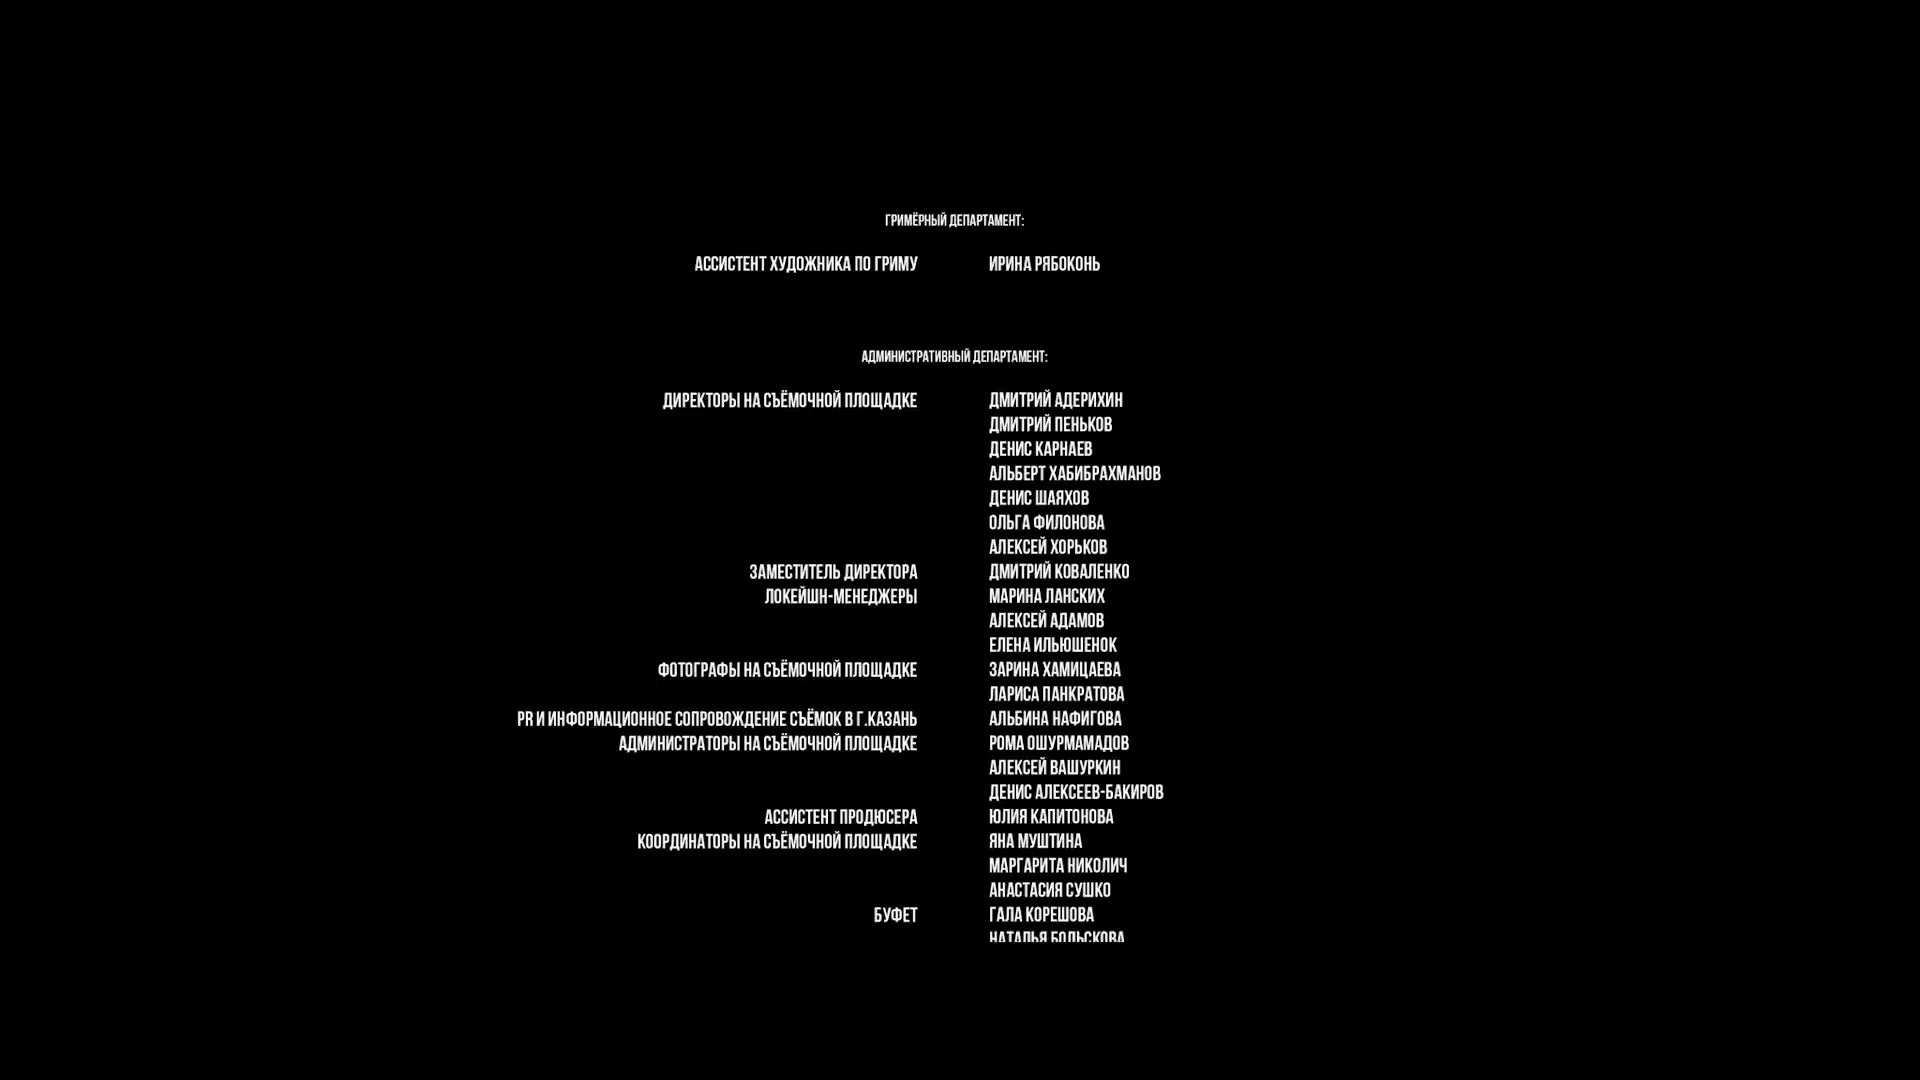 ГРИМЁРНЫЙ ДЕПАРТАМЕНТ:
АССИСТЕНТ ХУДОЖНИКА ПО ГРИМУ ИРИНА РЯБОКОНЬ
АДМИНИСТРАТИВНЫЙ ДЕПАРТАМЕНТ:
ДИРЕКТОРЫ НА СЪЁМОЧНОЙ ПЛОЩАДКЕ ДМИТРИЙ АДЕРИХИН
ДМИТРИЙ ПЕНЬКОВ
ДЕНИС КАРНАЕВ
АЛЬБЕРТ ХАБИБРАХМАНОВ
ДЕНИС ШАЯХОВ
ОЛЬГА ФИЛОНОВА
АЛЕКСЕЙ ХОРЬКОВ
ЗАМЕСТИТЕЛЬ ДИРЕКТОРА ДМИТРИЙ КОВАЛЕНКО
ЛОКЕЙШН-МЕНЕДЖЕРЫ МАРИНА ЛАНСКИХ
АЛЕКСЕЙ АДАМОВ
ЕЛЕНА ИЛЬЮШЕНОК
ФОТОГРАФЫ НА СЪЁМОЧНОЙ ПЛОЩАДКЕ ЗАРИНА ХАМИЦАЕВА
ЛАРИСА ПАНКРАТОВА
PR И ИНФОРМАЦИОННОЕ СОПРОВОЖДЕНИЕ СЪЁМОК В Г.КАЗАНЬ АЛЬБИНА НАФИГОВА
АДМИНИСТРАТОРЫ НА СЪЁМОЧНОЙ ПЛОЩАДКЕ РОМА ОШУРМАМАДОВ
АЛЕКСЕЙ ВАШУРКИН
ДЕНИС АЛЕКСЕЕВ-БАКИРОВ
АССИСТЕНТ ПРОДЮСЕРА ЮЛИЯ КАПИТОНОВА
КООРДИНАТОРЫ НА СЪЁМОЧНОЙ ПЛОЩАДКЕ ЯНА МУШТИНА
МАРГАРИТА НИКОЛИЧ
АНАСТАСИЯ СУШКО
БУФЕТ ГАЛА КОРЕШОВА
НАТАЛЬЯ БОЛЬСКОВА